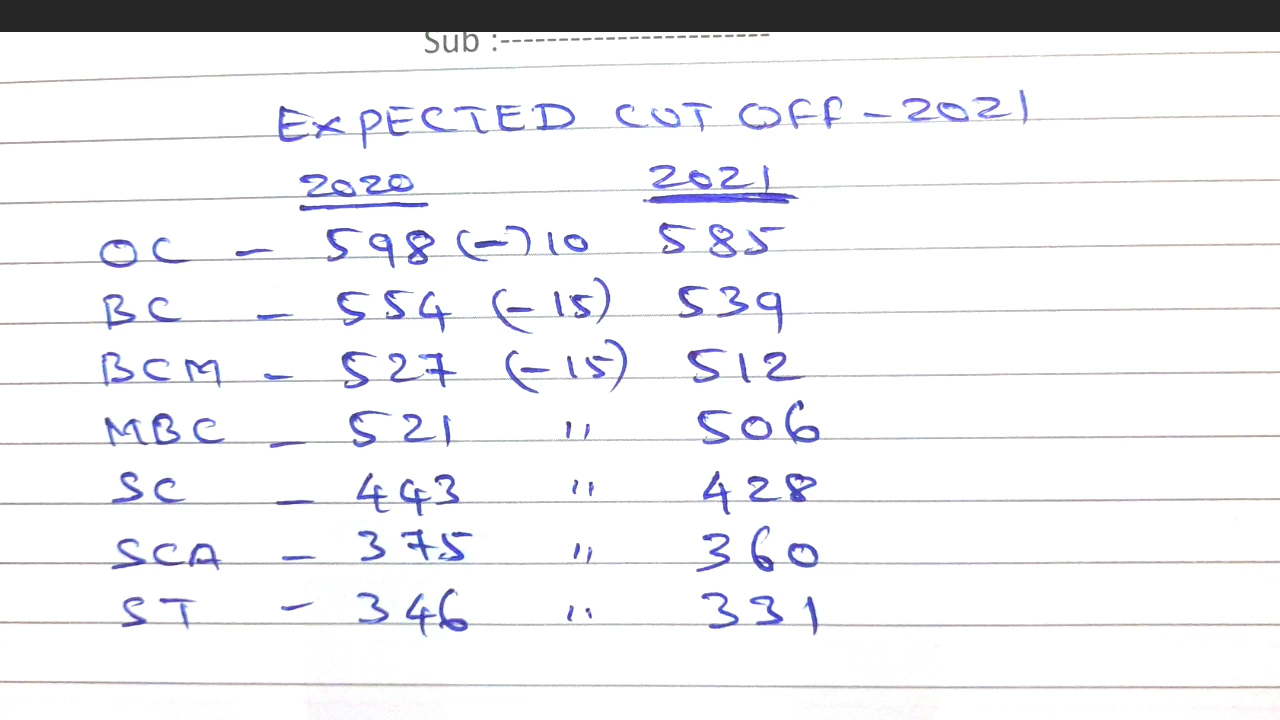 Sub :-----------------------
EXPECTED CUT OFF - 2021
2020 2021
OC - 598 (-) 10 585
BC - 554 (-15) 539
BCM - 527 (-15) 512
MBC - 521 " 506
SC - 443 " 428
SCA - 375 " 360
ST - 346 " 331